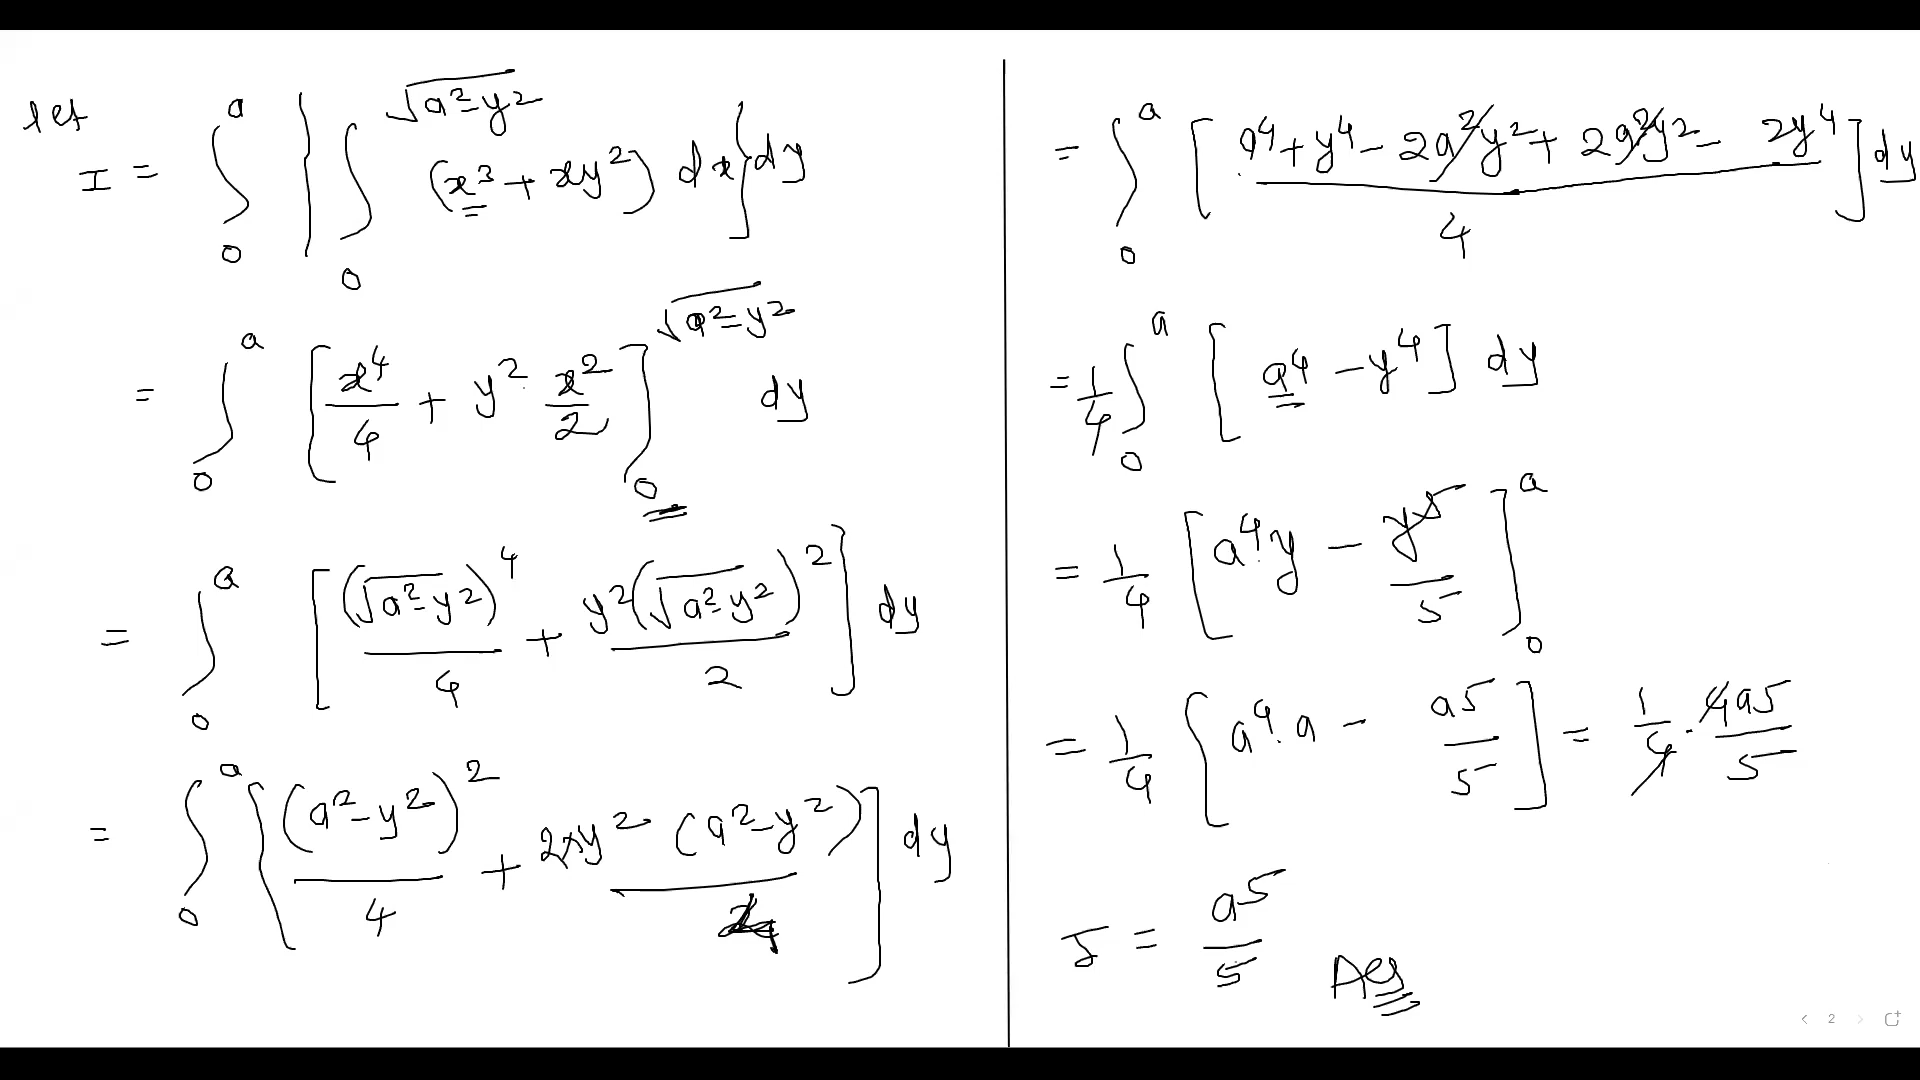 let
I = ∫₀^a { ∫₀^√(a²-y²) (x³ + xy²) dx } dy
= ∫₀^a [ x⁴/4 + y² · x²/2 ]₀^√(a²-y²) dy
= ∫₀^a [ (√(a²-y²))⁴/4 + y²(√(a²-y²))²/2 ] dy
= ∫₀^a { (a²-y²)²/4 + 2×y² (a²-y²)/4 ] dy
= ∫₀^a [ (a⁴ + y⁴ - 2a²y² + 2a²y² - 2y⁴)/4 ] dy
= 1/4 ∫₀^a [ a⁴ - y⁴ ] dy
= 1/4 [ a⁴y - y⁵/5 ]₀^a
= 1/4 [ a⁴·a - a⁵/5 ] = 1/4 · 4a⁵/5
I = a⁵/5 Ans
2